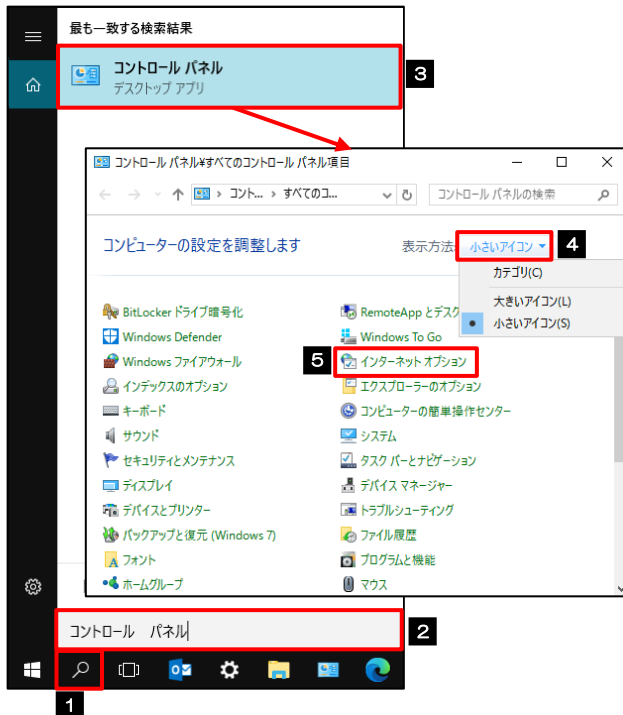 最も一致する検索結果
コントロール パネル
デスクトップ アプリ
3
コントロール パネル¥すべてのコントロール パネル項目
コント... › すべてのコ...
コントロール パネルの検索
コンピューターの設定を調整します
表示方法:
小さいアイコン
4
カテゴリ(C)
大きいアイコン(L)
小さいアイコン(S)
BitLocker ドライブ暗号化
RemoteApp とデスク
Windows Defender
Windows To Go
Windows ファイアウォール
5
インターネット オプション
インデックスのオプション
エクスプローラーのオプション
キーボード
コンピューターの簡単操作センター
サウンド
システム
セキュリティとメンテナンス
タスク バーとナビゲーション
ディスプレイ
デバイス マネージャー
デバイスとプリンター
トラブルシューティング
バックアップと復元 (Windows 7)
ファイル履歴
フォント
プログラムと機能
ホームグループ
マウス
コントロール パネル
2
1